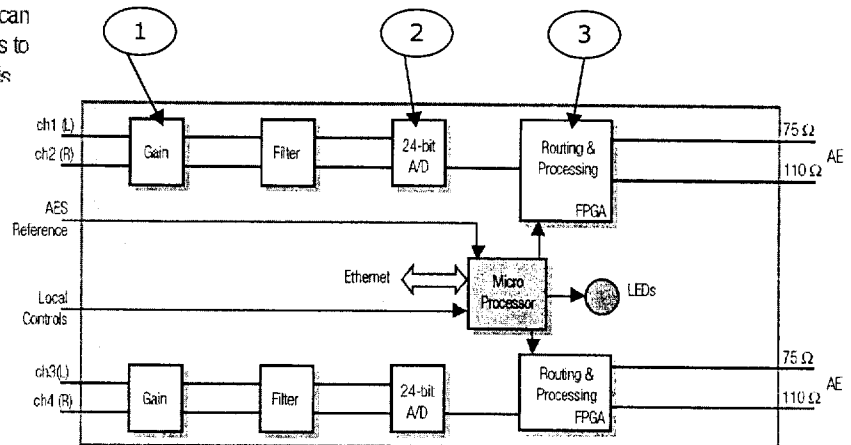 can
s to
is
1
2
3
ch1 (L)
ch2 (R)
Gain
Filter
24-bit
A/D
Routing &
Processing
FPGA
75 Ω
110 Ω
AE
AES
Reference
Ethernet
Micro
Processor
LEDs
Local
Controls
ch3(L)
ch4 (R)
Gain
Filter
24-bit
A/D
Routing &
Processing
FPGA
75 Ω
110 Ω
AE